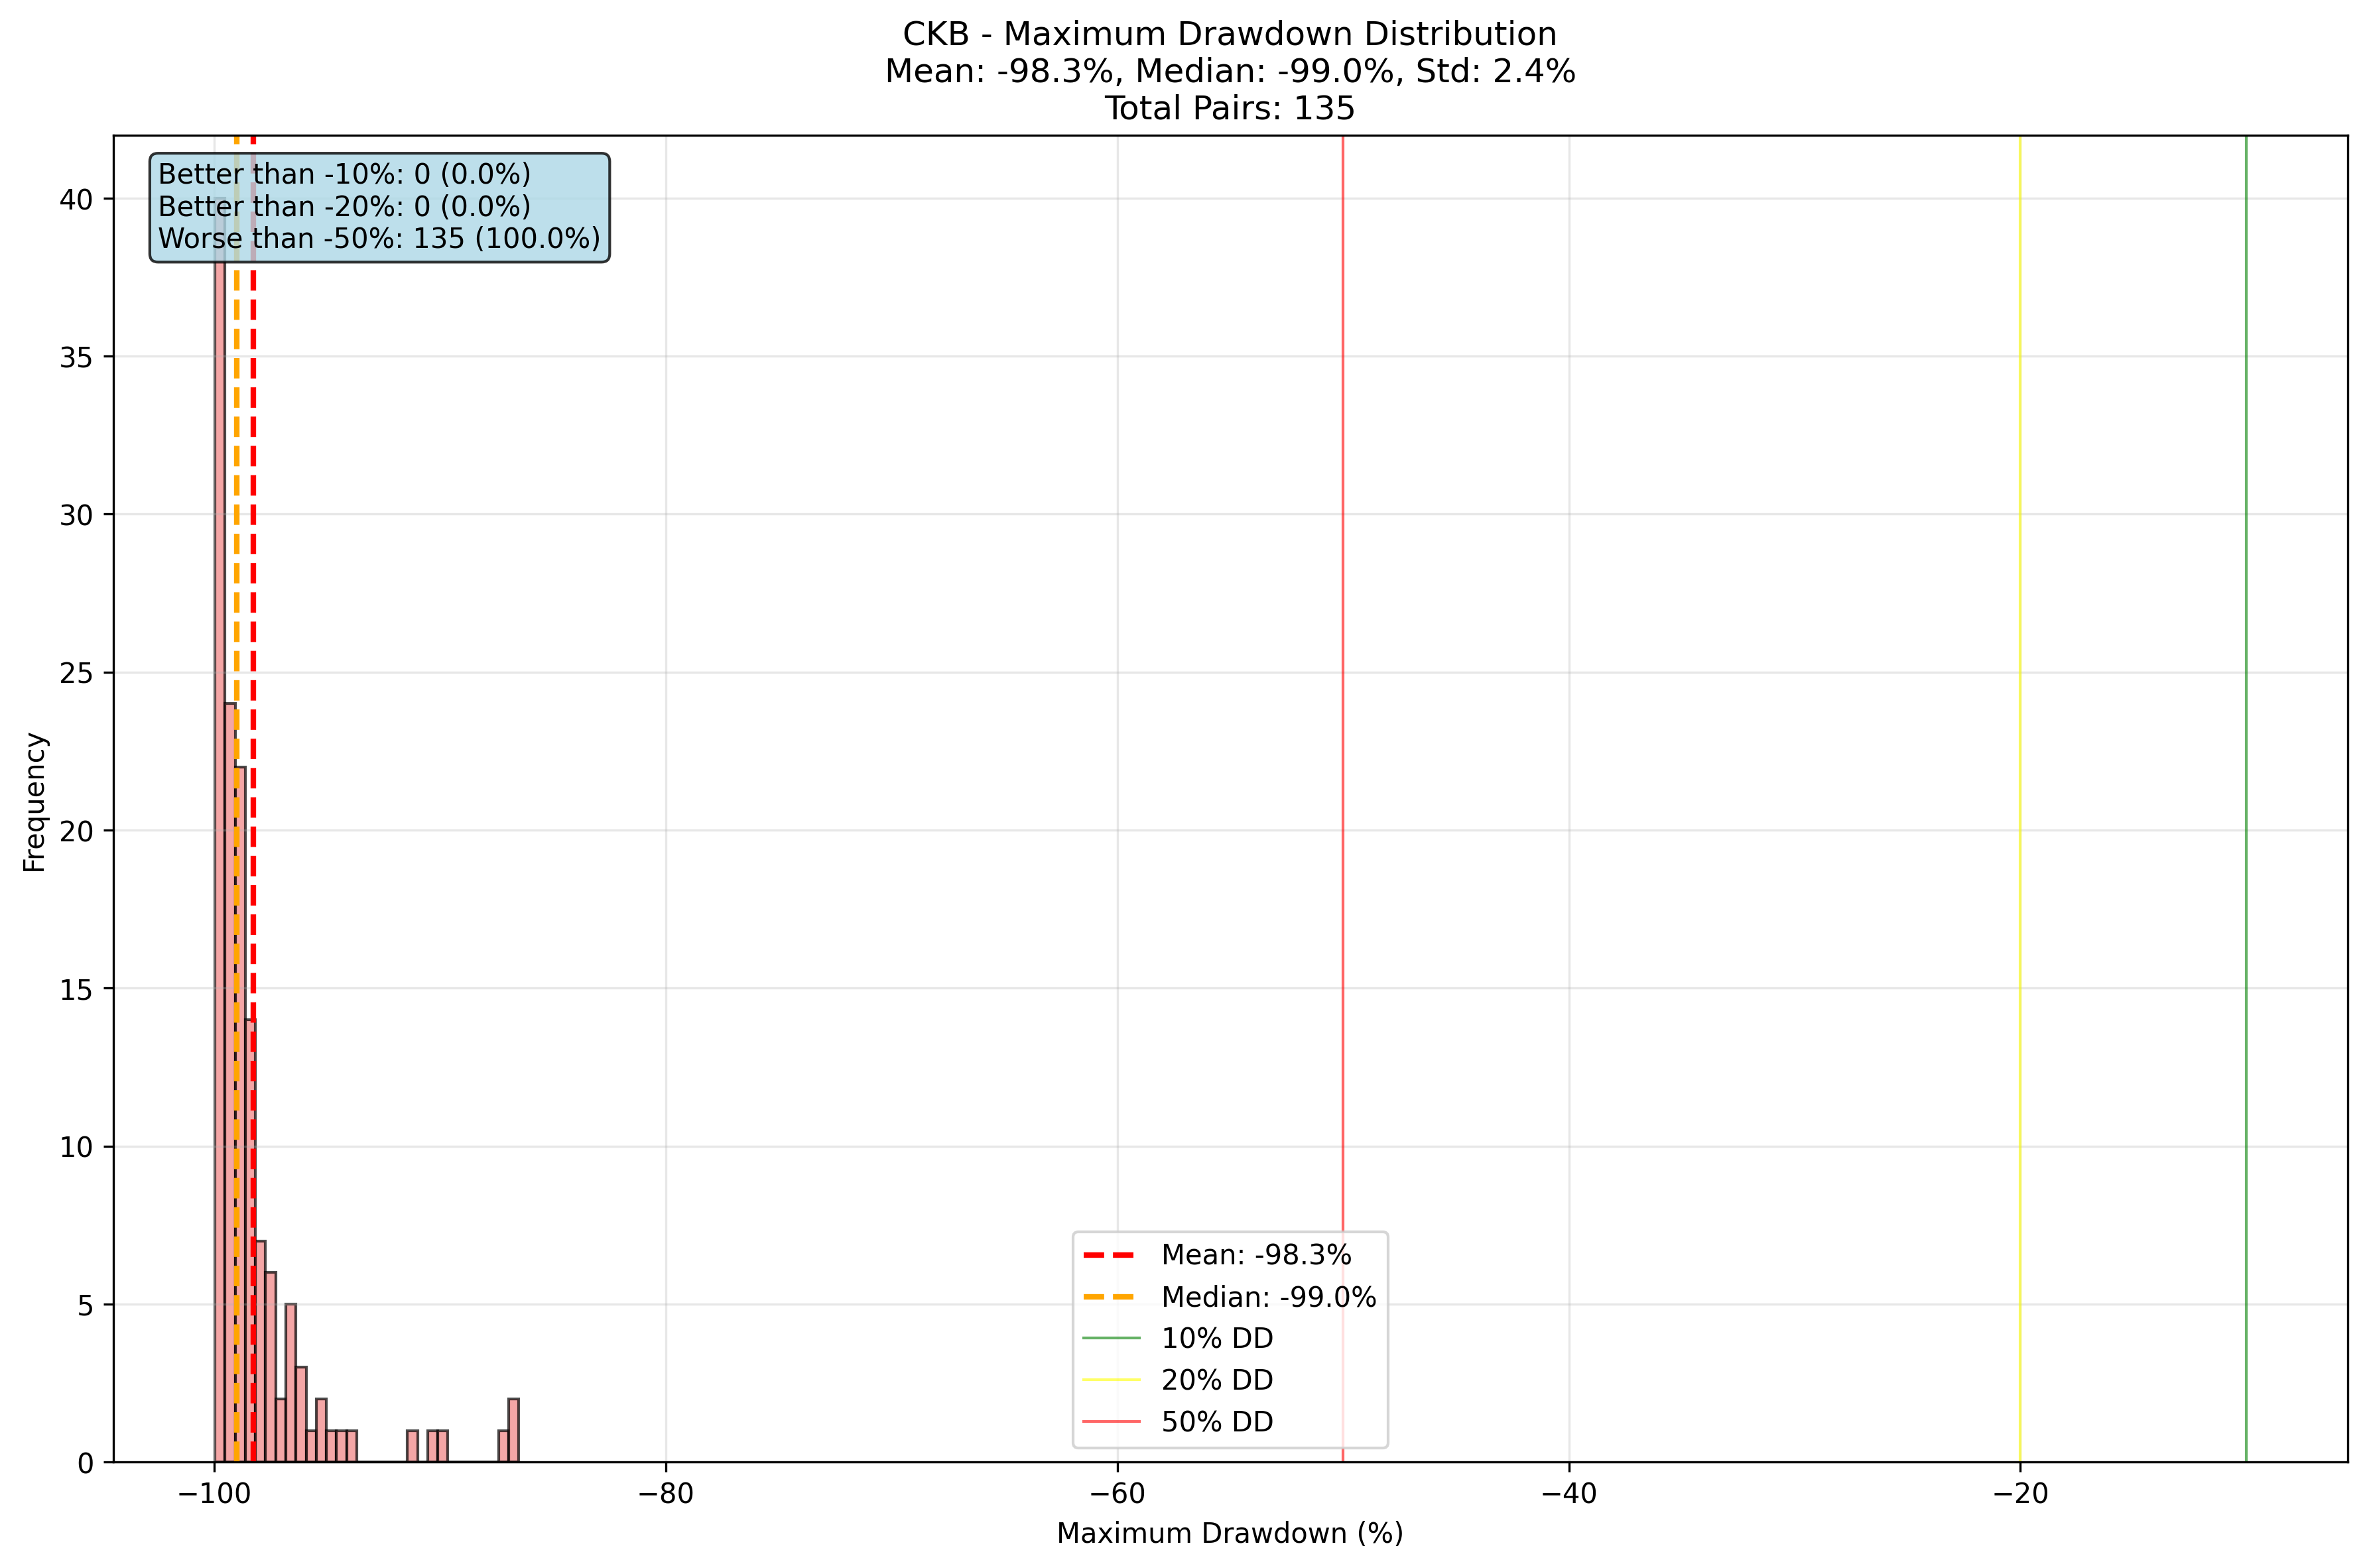 CKB - Maximum Drawdown Distribution
Mean: -98.3%, Median: -99.0%, Std: 2.4%
Total Pairs: 135
Better than -10%: 0 (0.0%)
Better than -20%: 0 (0.0%)
Worse than -50%: 135 (100.0%)
Frequency
40
35
30
25
20
15
10
5
0
Mean: -98.3%
Median: -99.0%
10% DD
20% DD
50% DD
−100
−80
−60
−40
−20
Maximum Drawdown (%)